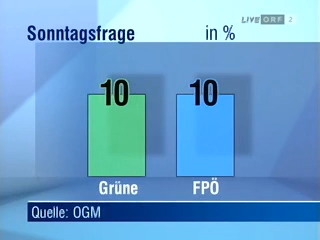 LIVE ORF 2
Sonntagsfrage in %
10 10
Grüne FPÖ
Quelle: OGM